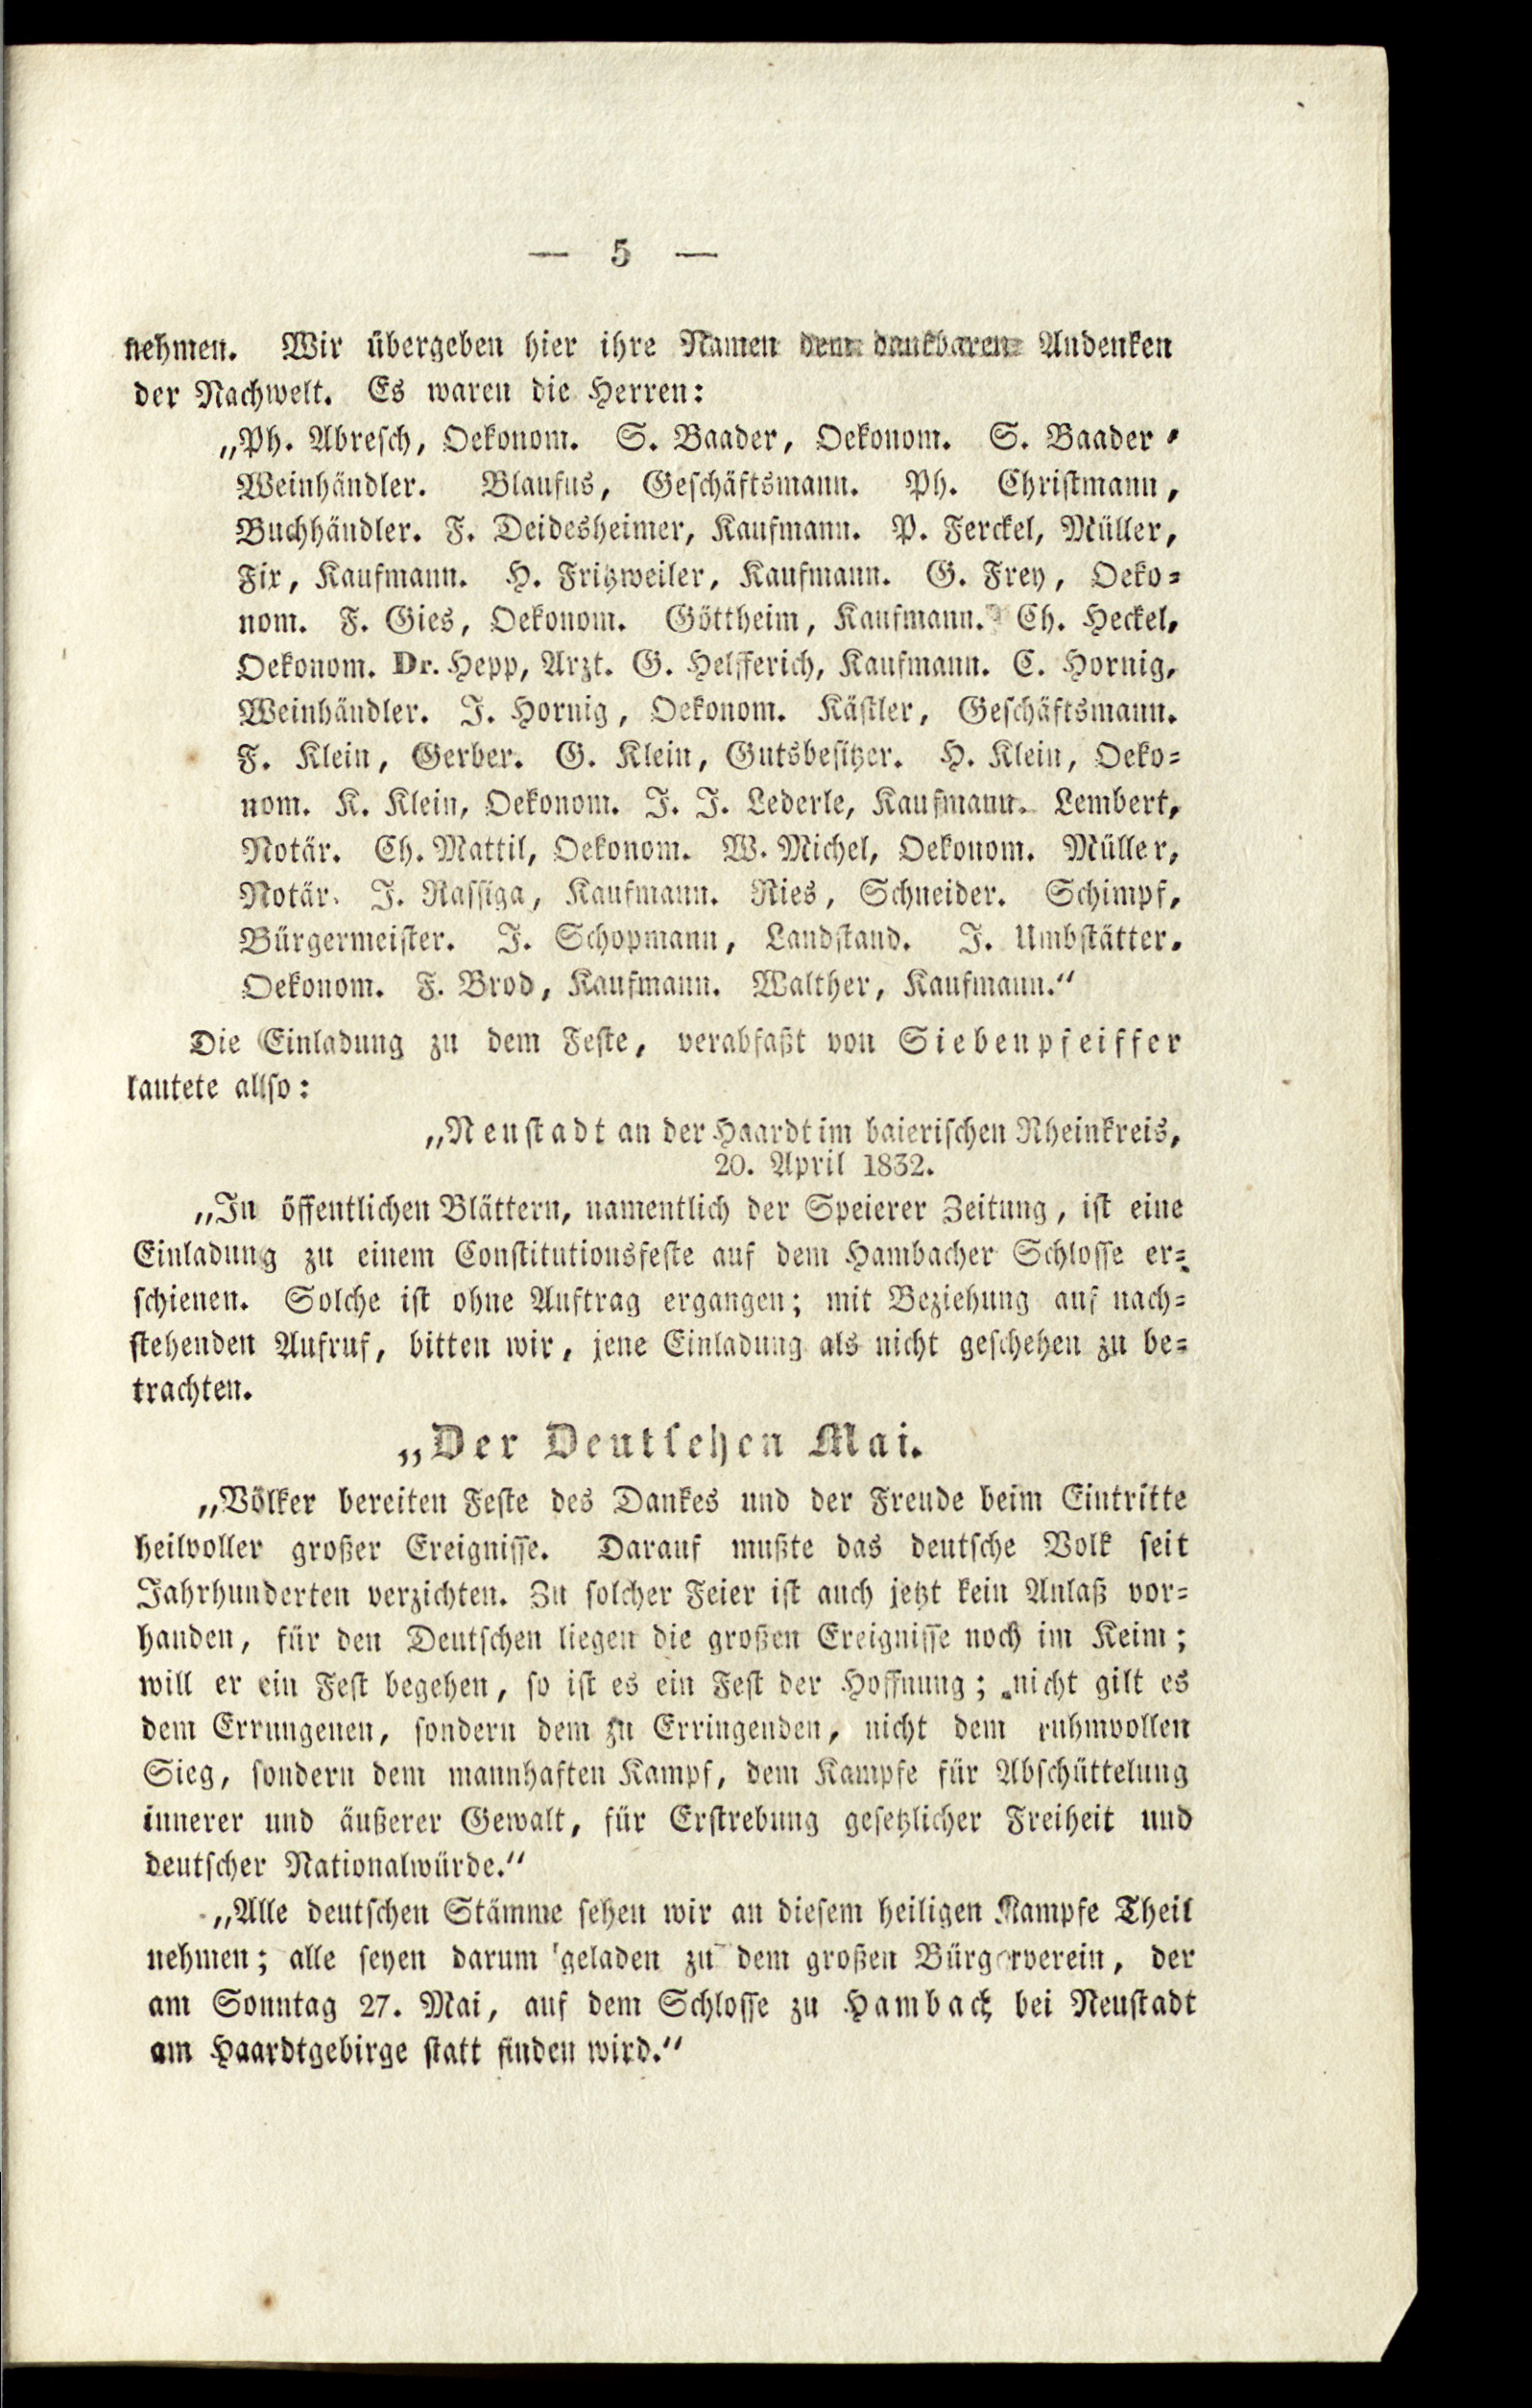 — 5 —
nehmen. Wir übergeben hier ihre Namen dem dankbaren Andenken
der Nachwelt. Es waren die Herren:
„Ph. Abresch, Oekonom. S. Baader, Oekonom. S. Baader,
Weinhändler. Blaufus, Geschäftsmann. Ph. Christmann,
Buchhändler. F. Deidesheimer, Kaufmann. P. Ferckel, Müller,
Fix, Kaufmann. H. Fritzweiler, Kaufmann. G. Frey, Oeko-
nom. F. Gies, Oekonom. Göttheim, Kaufmann. Ch. Heckel,
Oekonom. Dr. Hepp, Arzt. G. Helfferich, Kaufmann. C. Hornig,
Weinhändler. J. Hornig, Oekonom. Kästler, Geschäftsmann.
F. Klein, Gerber. G. Klein, Gutsbesitzer. H. Klein, Oeko-
nom. K. Klein, Oekonom. J. J. Lederle, Kaufmann. Lembert,
Notär. Ch. Mattil, Oekonom. W. Michel, Oekonom. Müller,
Notär. J. Rassiga, Kaufmann. Ries, Schneider. Schimpf,
Bürgermeister. J. Schopmann, Landstand. J. Umbstätter.
Oekonom. F. Brod, Kaufmann. Walther, Kaufmann.“
Die Einladung zu dem Feste, verabfaßt von Siebenpfeiffer
lautete allso:
„Neustadt an der Haardt im baierischen Rheinkreis,
20. April 1832.
„In öffentlichen Blättern, namentlich der Speierer Zeitung, ist eine
Einladung zu einem Constitutionsfeste auf dem Hambacher Schlosse er-
schienen. Solche ist ohne Auftrag ergangen; mit Beziehung auf nach-
stehenden Aufruf, bitten wir, jene Einladung als nicht geschehen zu be-
trachten.
„Der Deutschen Mai.
„Völker bereiten Feste des Dankes und der Freude beim Eintritte
heilvoller großer Ereignisse. Darauf mußte das deutsche Volk seit
Jahrhunderten verzichten. Zu solcher Feier ist auch jetzt kein Anlaß vor-
handen, für den Deutschen liegen die großen Ereignisse noch im Keim;
will er ein Fest begehen, so ist es ein Fest der Hoffnung; nicht gilt es
dem Errungenen, sondern dem zu Erringenden, nicht dem ruhmvollen
Sieg, sondern dem mannhaften Kampf, dem Kampfe für Abschüttelung
innerer und äußerer Gewalt, für Erstrebung gesetzlicher Freiheit und
deutscher Nationalwürde.“
„Alle deutschen Stämme sehen wir an diesem heiligen Kampfe Theil
nehmen; alle seyen darum geladen zu dem großen Bürgerverein, der
am Sonntag 27. Mai, auf dem Schlosse zu Hambach bei Neustadt
am Haardtgebirge statt finden wird.“